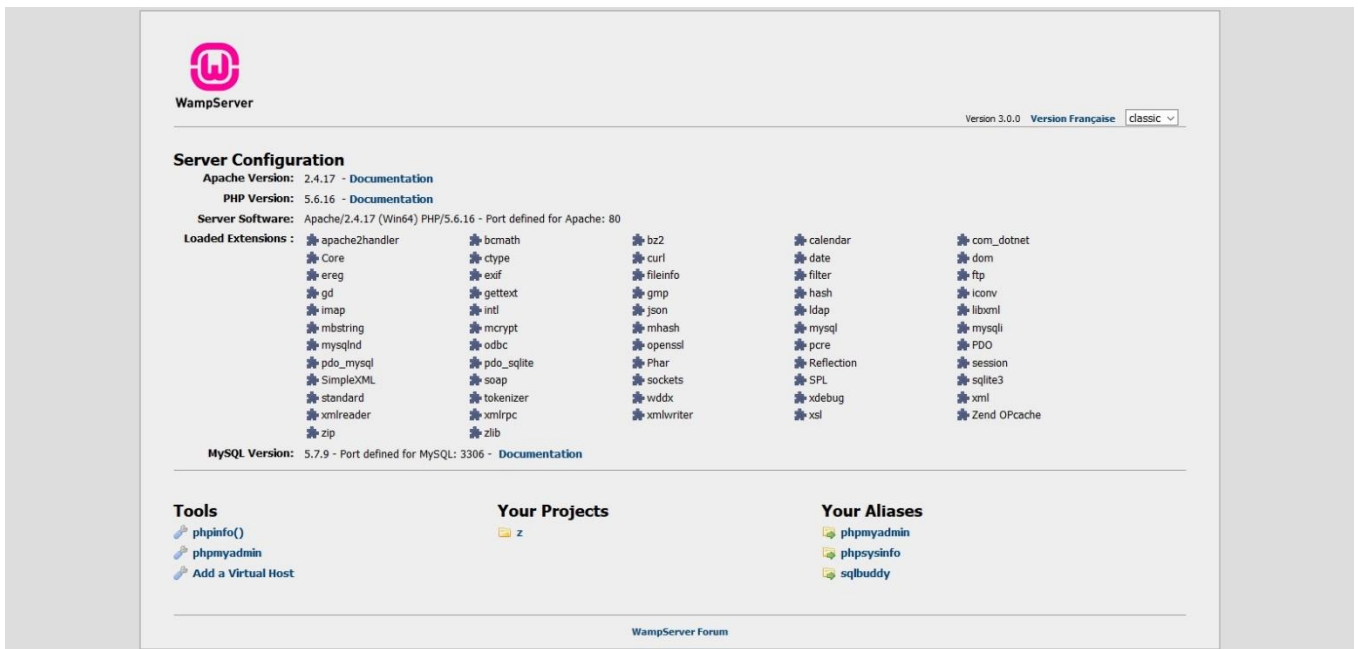 WampServer
Version 3.0.0 Version Française classic
Server Configuration
Apache Version: 2.4.17 - Documentation
PHP Version: 5.6.16 - Documentation
Server Software: Apache/2.4.17 (Win64) PHP/5.6.16 - Port defined for Apache: 80
Loaded Extensions : apache2handler bcmath bz2 calendar com_dotnet
Core ctype curl date dom
ereg exif fileinfo filter ftp
gd gettext gmp hash iconv
imap intl json ldap libxml
mbstring mcrypt mhash mysql mysqli
mysqlnd odbc openssl pcre PDO
pdo_mysql pdo_sqlite Phar Reflection session
SimpleXML soap sockets SPL sqlite3
standard tokenizer wddx xdebug xml
xmlreader xmlrpc xmlwriter xsl Zend OPcache
zip zlib
MySQL Version: 5.7.9 - Port defined for MySQL: 3306 - Documentation
Tools Your Projects Your Aliases
phpinfo() z phpmyadmin
phpmyadmin phpsysinfo
Add a Virtual Host sqlbuddy
WampServer Forum